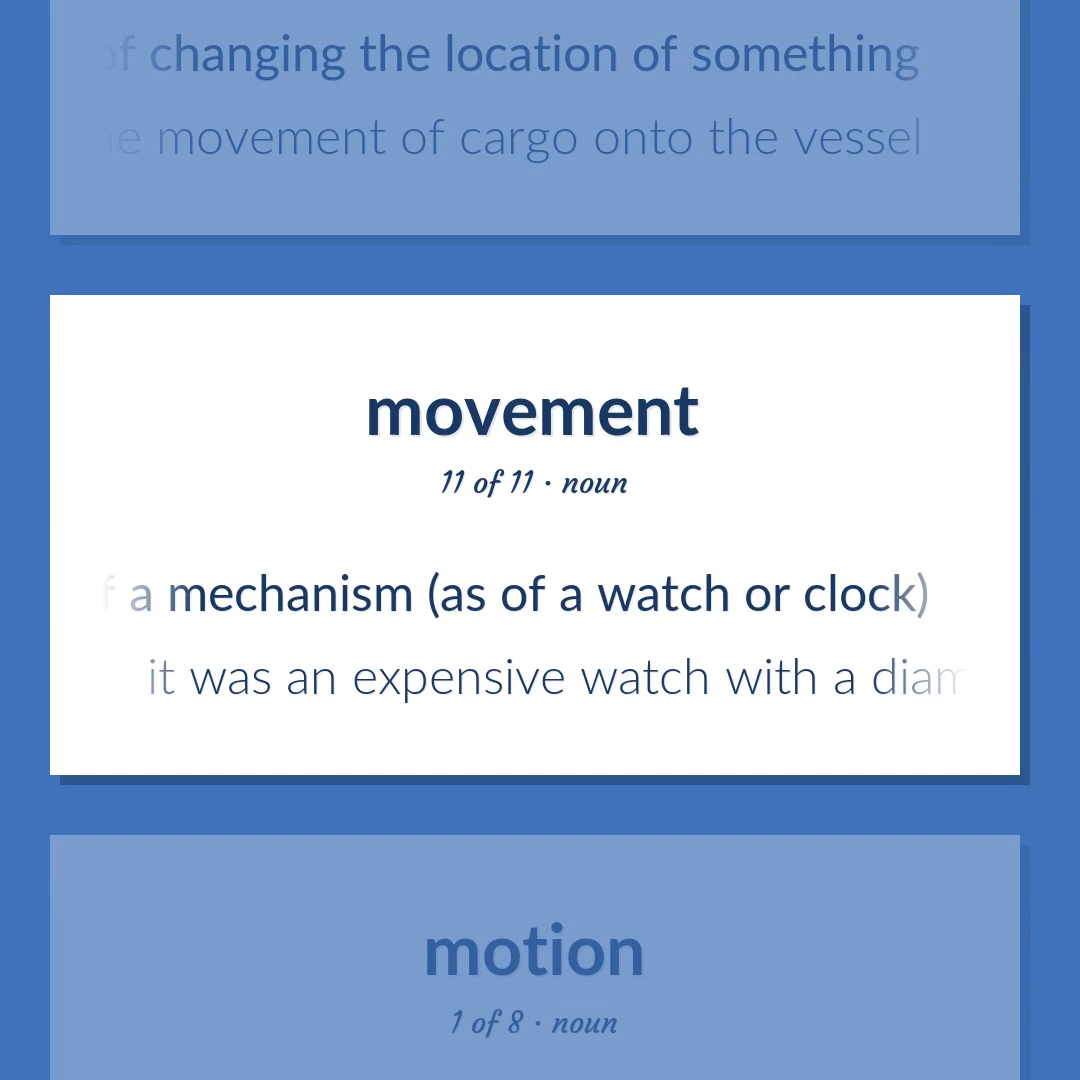 of changing the location of something
movement of cargo onto the vessel
movement
11 of 11 · noun
a mechanism (as of a watch or clock)
it was an expensive watch with a
motion
1 of 8 · noun